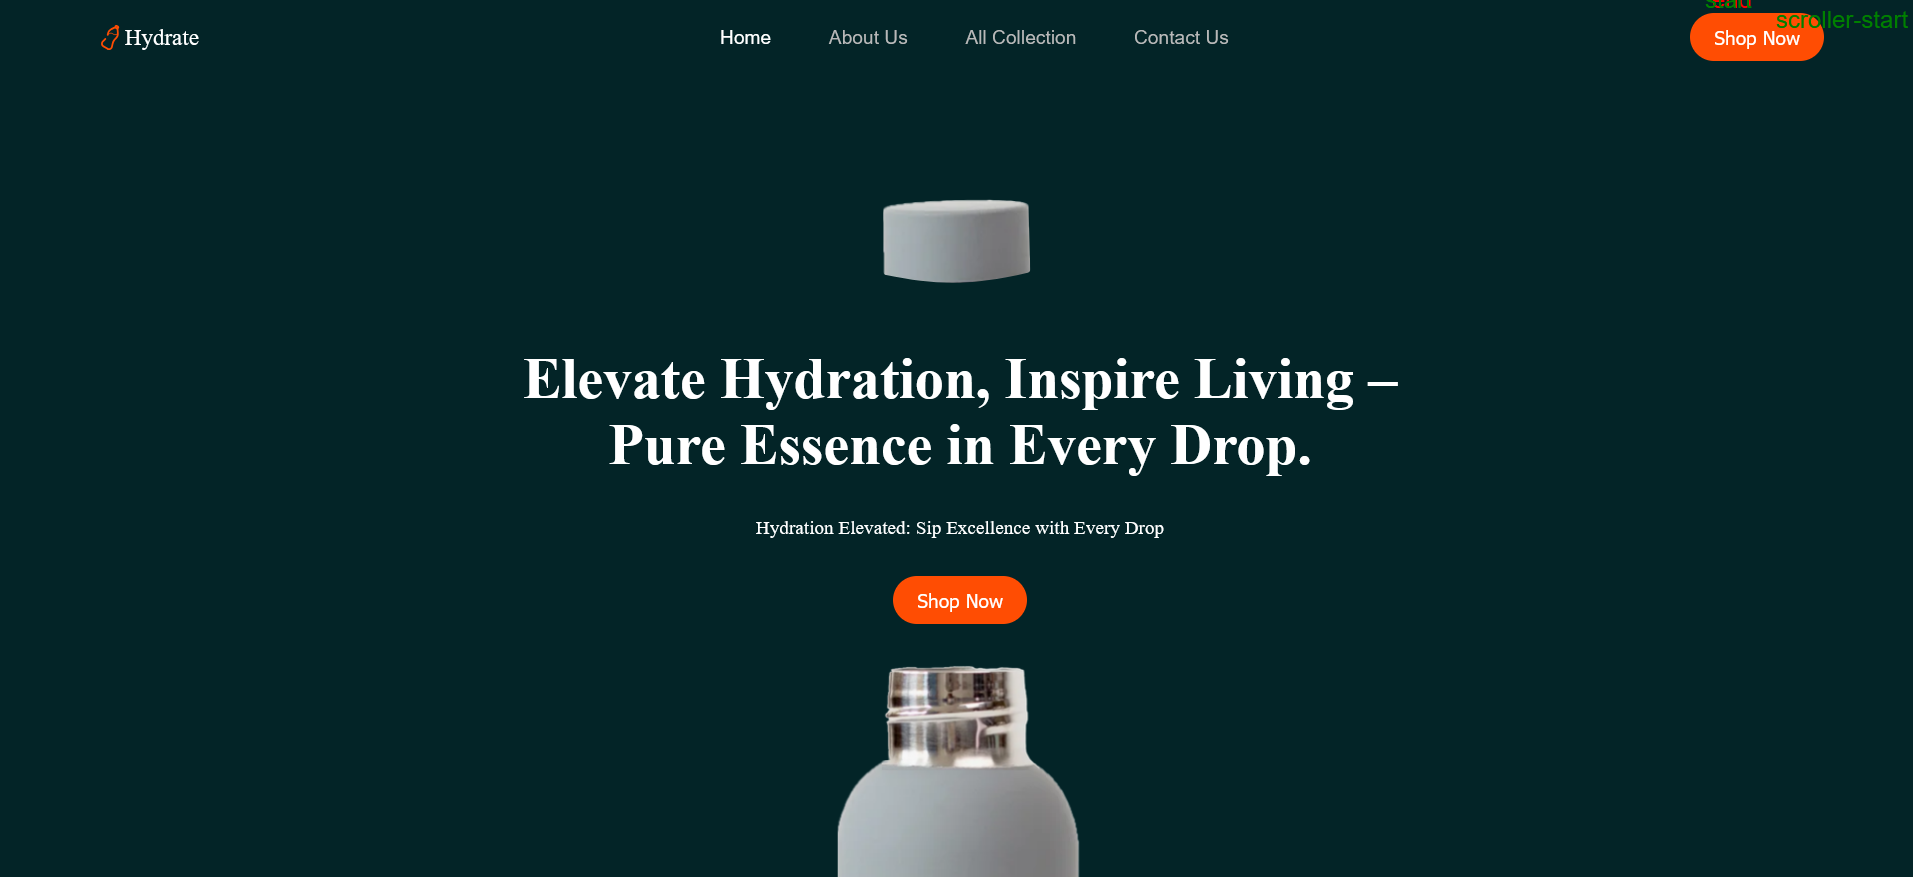 Hydrate
Home
About Us
All Collection
Contact Us
scroller-start
Shop Now
Elevate Hydration, Inspire Living –
Pure Essence in Every Drop.
Hydration Elevated: Sip Excellence with Every Drop
Shop Now